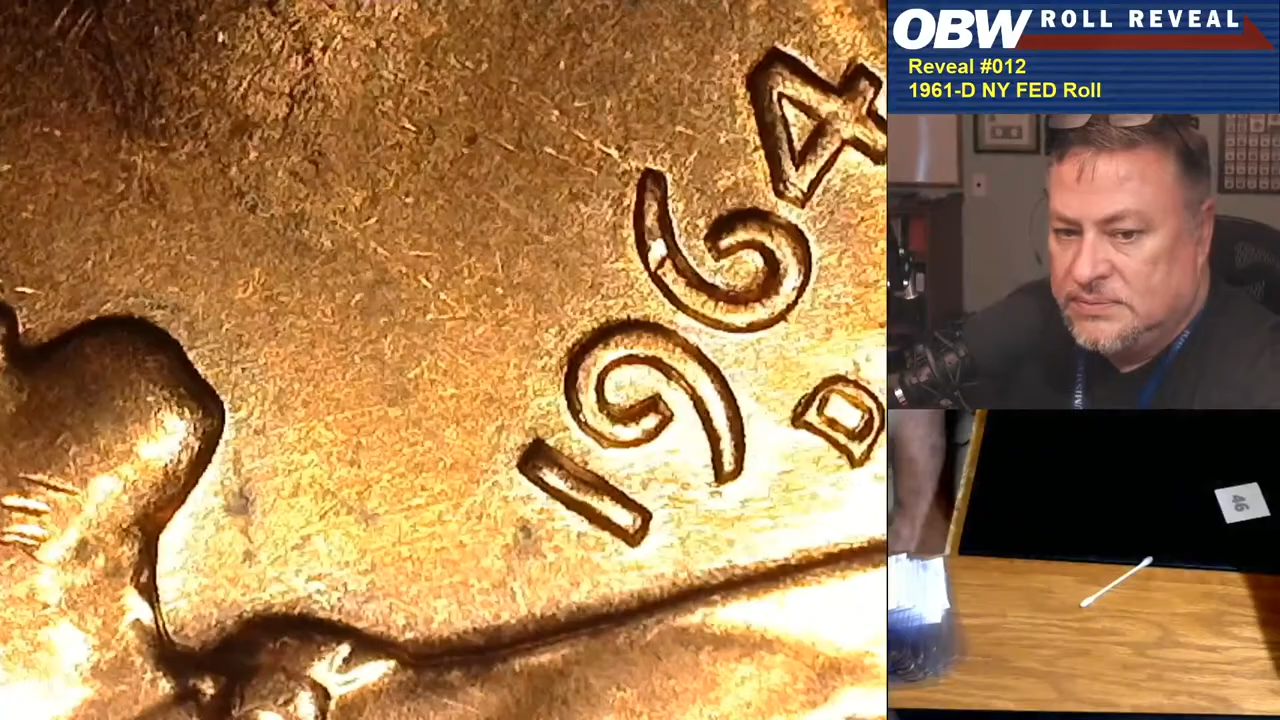 OBW ROLL REVEAL
Reveal #012
1961-D NY FED Roll
1964
D
46